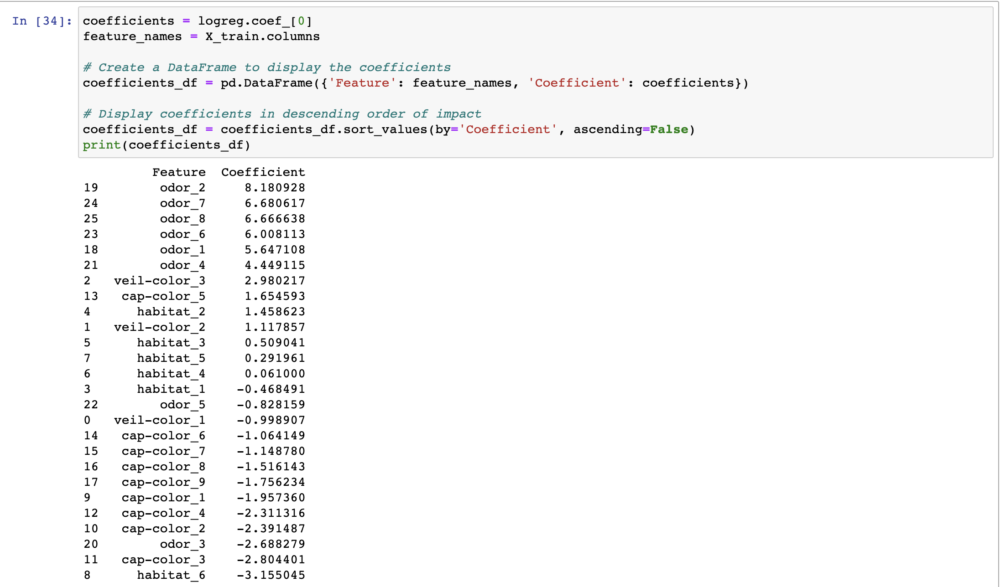 In [34]: coefficients = logreg.coef_[0]
feature_names = X_train.columns
# Create a DataFrame to display the coefficients
coefficients_df = pd.DataFrame({'Feature': feature_names, 'Coefficient': coefficients})
# Display coefficients in descending order of impact
coefficients_df = coefficients_df.sort_values(by='Coefficient', ascending=False)
print(coefficients_df)
Feature Coefficient
19 odor_2 8.180928
24 odor_7 6.680617
25 odor_8 6.666638
23 odor_6 6.008113
18 odor_1 5.647108
21 odor_4 4.449115
2 veil-color_3 2.980217
13 cap-color_5 1.654593
4 habitat_2 1.458623
1 veil-color_2 1.117857
5 habitat_3 0.509041
7 habitat_5 0.291961
6 habitat_4 0.061000
3 habitat_1 -0.468491
22 odor_5 -0.828159
0 veil-color_1 -0.998907
14 cap-color_6 -1.064149
15 cap-color_7 -1.148780
16 cap-color_8 -1.516143
17 cap-color_9 -1.756234
9 cap-color_1 -1.957360
12 cap-color_4 -2.311316
10 cap-color_2 -2.391487
20 odor_3 -2.688279
11 cap-color_3 -2.804401
8 habitat_6 -3.155045